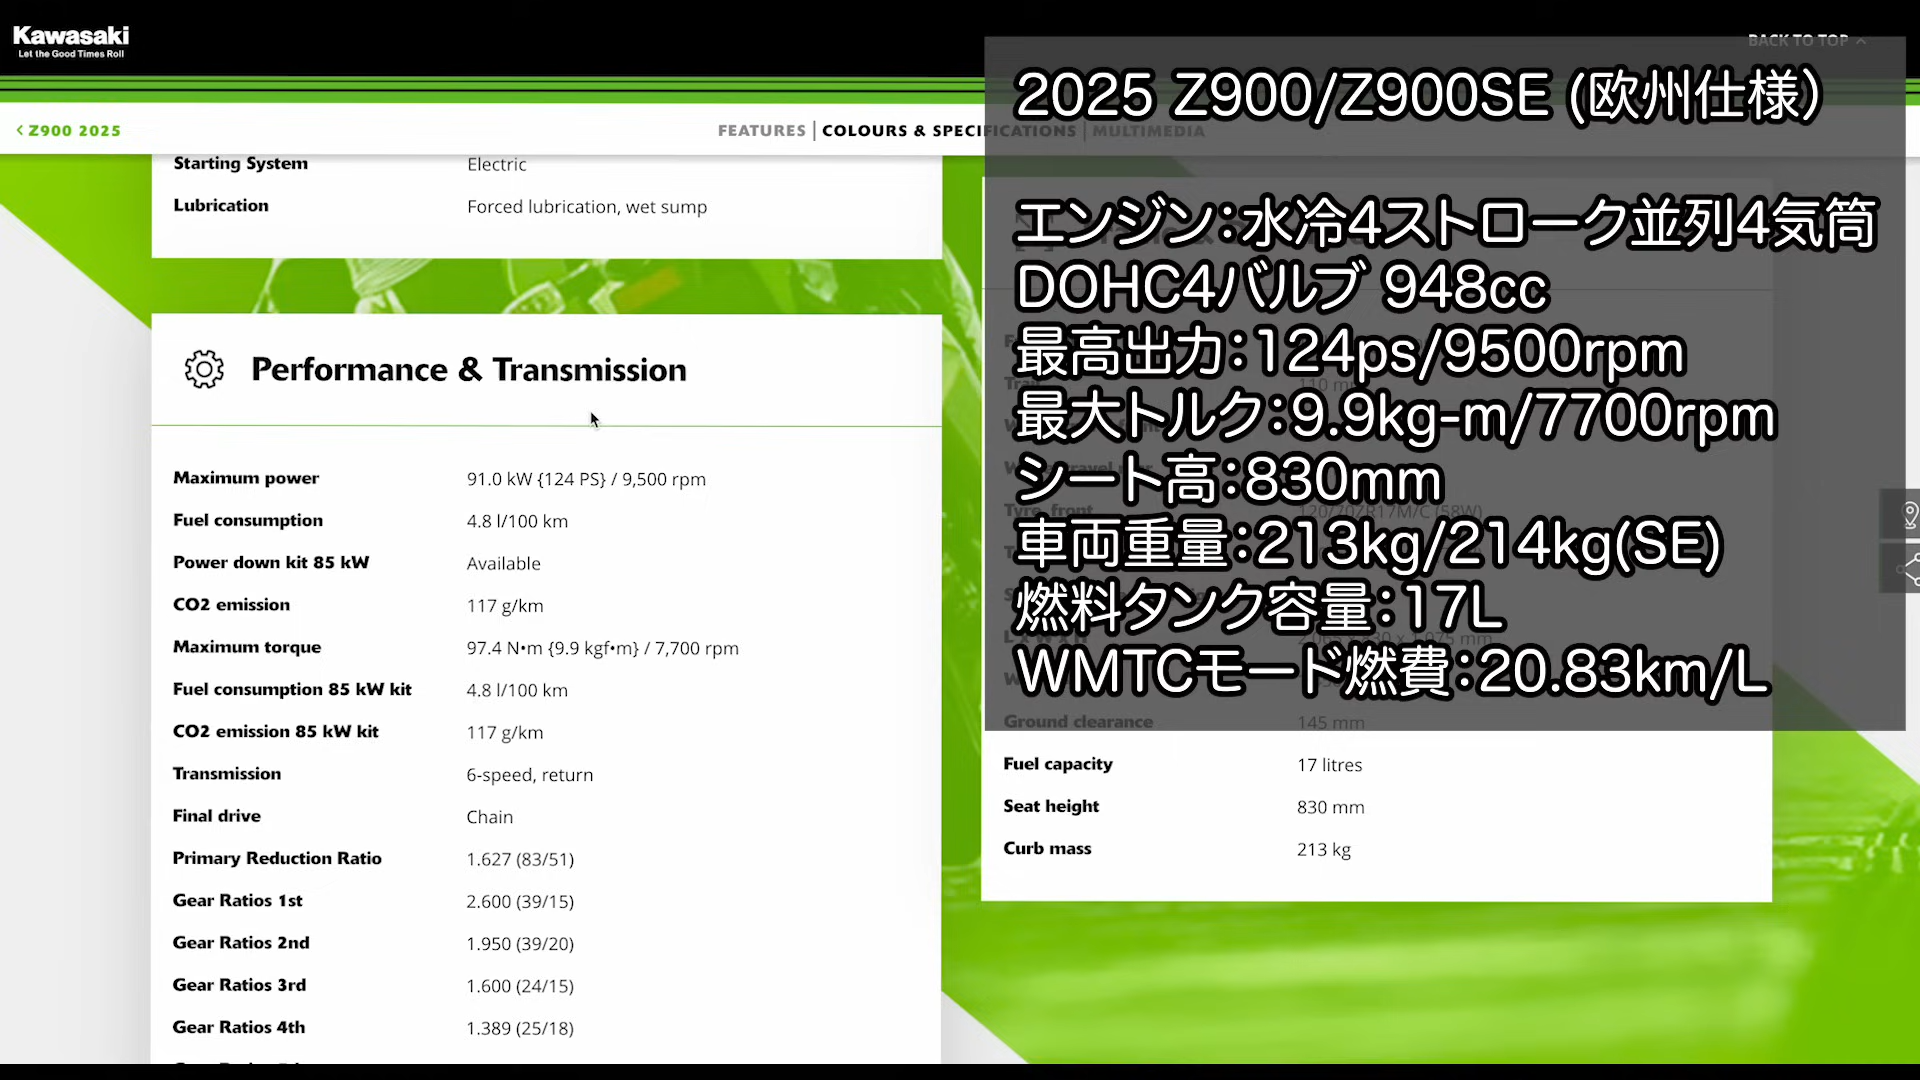 Kawasaki
Let the Good Times Roll
BACK TO TOP
Z900 2025
FEATURES
COLOURS & SPECIFICATIONS
MULTIMEDIA
Starting System Electric
Lubrication Forced lubrication, wet sump
Performance & Transmission
Maximum power 91.0 kW {124 PS} / 9,500 rpm
Fuel consumption 4.8 l/100 km
Power down kit 85 kW Available
CO2 emission 117 g/km
Maximum torque 97.4 N•m {9.9 kgf•m} / 7,700 rpm
Fuel consumption 85 kW kit 4.8 l/100 km
CO2 emission 85 kW kit 117 g/km
Transmission 6-speed, return
Final drive Chain
Primary Reduction Ratio 1.627 (83/51)
Gear Ratios 1st 2.600 (39/15)
Gear Ratios 2nd 1.950 (39/20)
Gear Ratios 3rd 1.600 (24/15)
Gear Ratios 4th 1.389 (25/18)
2025 Z900/Z900SE (欧州仕様)
エンジン:水冷4ストローク並列4気筒
DOHC4バルブ 948cc
最高出力:124ps/9500rpm
最大トルク:9.9kg-m/7700rpm
シート高:830mm
車両重量:213kg/214kg(SE)
燃料タンク容量:17L
WMTCモード燃費:20.83km/L
110 mm
Tyre, front 120/70ZR17M/C (58W)
Ground clearance 145 mm
Fuel capacity 17 litres
Seat height 830 mm
Curb mass 213 kg